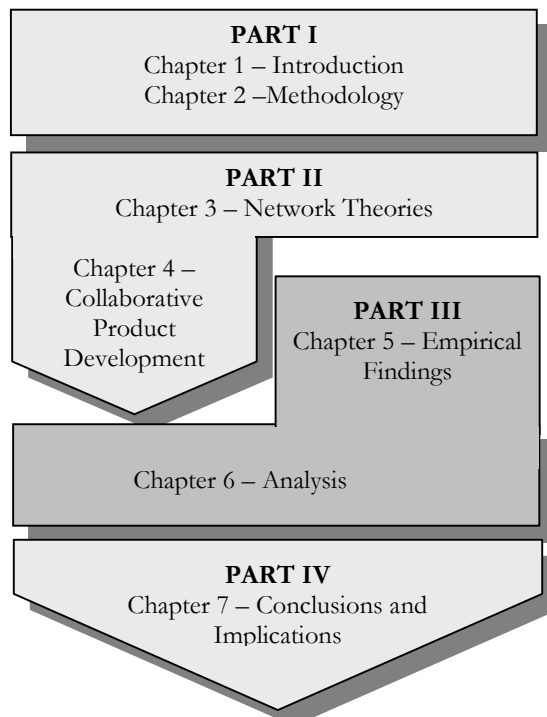 PART I
Chapter 1 – Introduction
Chapter 2 –Methodology
PART II
Chapter 3 – Network Theories
Chapter 4 –
Collaborative
Product
Development
PART III
Chapter 5 – Empirical
Findings
Chapter 6 – Analysis
PART IV
Chapter 7 – Conclusions and
Implications